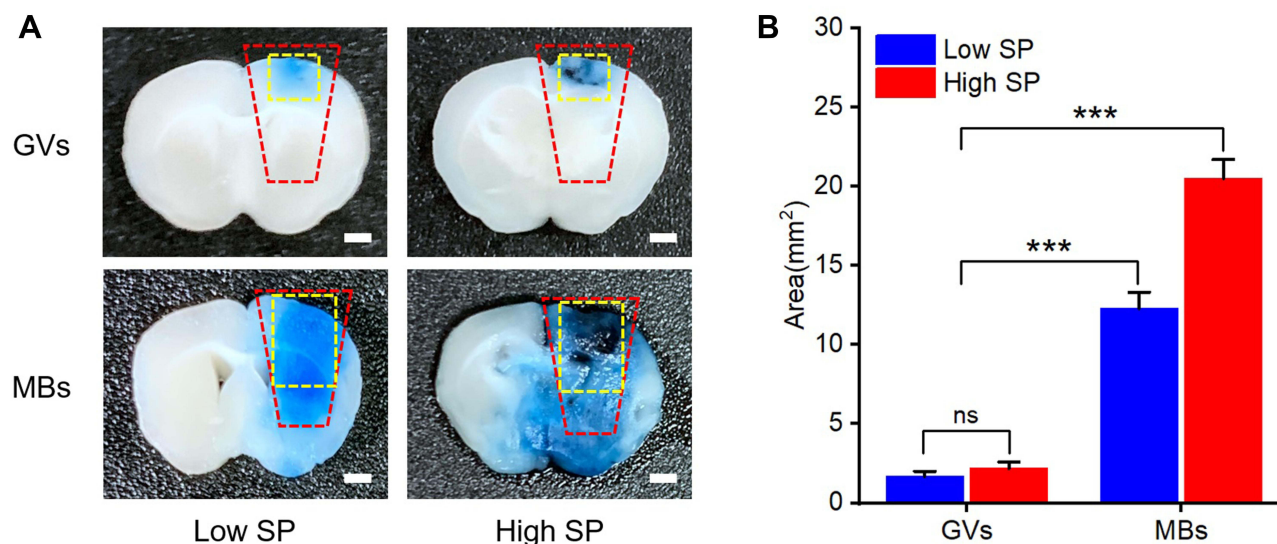 A
GVs
MBs
Low SP
High SP
B
Area(mm²)
30
25
20
15
10
5
0
Low SP
High SP
ns
***
***
GVs
MBs